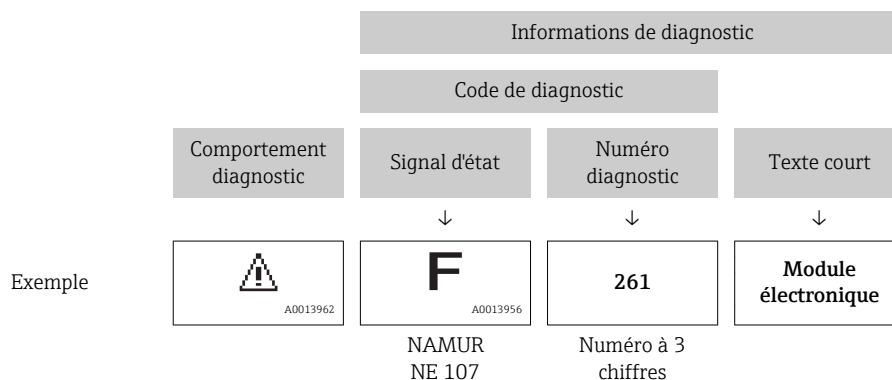 Informations de diagnostic
Code de diagnostic
Comportement
diagnostic
Signal d'état
Numéro
diagnostic
Texte court
↓
↓
↓
Exemple
A0013962
F
A0013956
261
Module
électronique
NAMUR
NE 107
Numéro à 3
chiffres